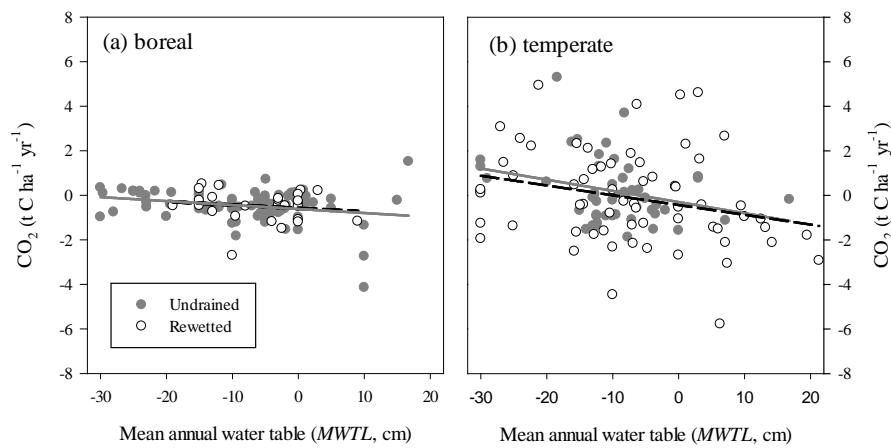 8
6
4
2
0
-2
-4
-6
-8
CO₂ (t C ha⁻¹ yr⁻¹)
(a) boreal
Undrained
Rewetted
-30 -20 -10 0 10 20
Mean annual water table (MWTL, cm)
(b) temperate
-30 -20 -10 0 10 20
Mean annual water table (MWTL, cm)
8
6
4
2
0
-2
-4
-6
-8
CO₂ (t C ha⁻¹ yr⁻¹)